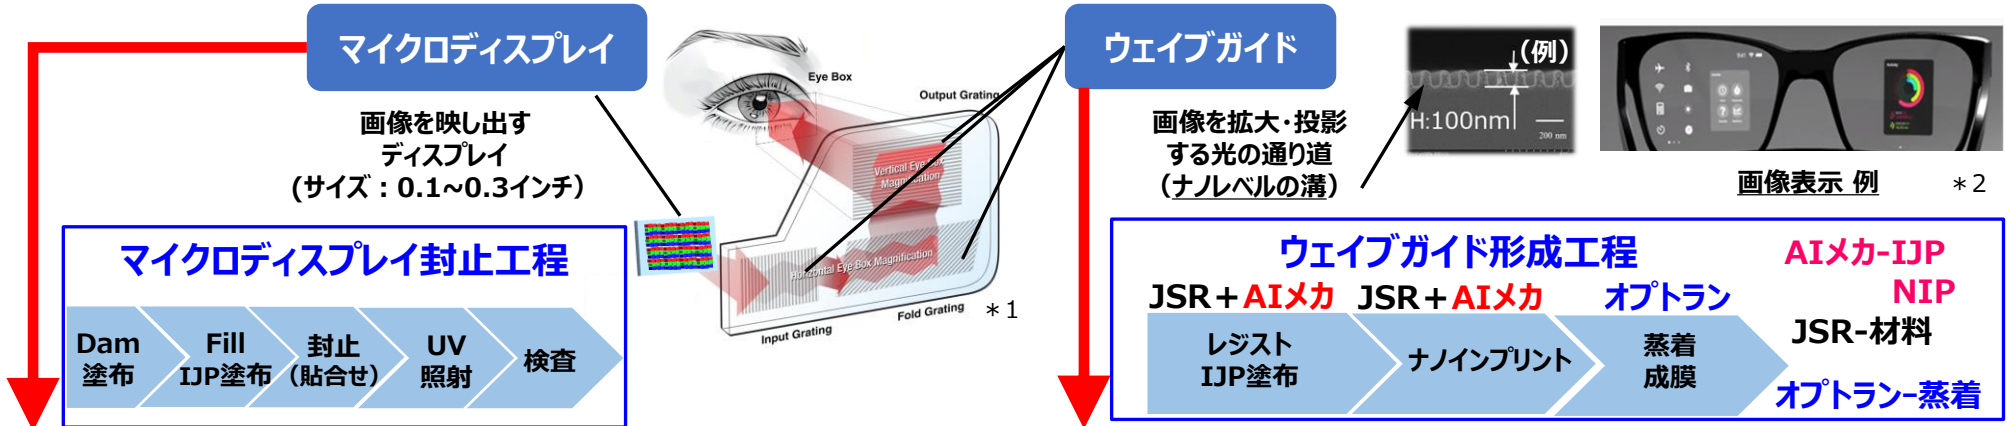 マイクロディスプレイ
画像を映し出す
ディスプレイ
(サイズ：0.1~0.3インチ）
マイクロディスプレイ封止工程
Dam
塗布
Fill
IJP塗布
封止
（貼合せ）
UV
照射
検査
Eye Box
Output Grating
Vertical Eye Box
Magnification
Horizontal Eye Box Magnification
Fold Grating
Input Grating
＊1
ウェイブガイド
画像を拡大・投影
する光の通り道
（ナノレベルの溝）
（例）
H:100nm
200 nm
画像表示 例
＊2
ウェイブガイド形成工程
JSR＋AIメカ
JSR＋AIメカ
オプトラン
レジスト
IJP塗布
ナノインプリント
蒸着
成膜
AIメカ-IJP
NIP
JSR-材料
オプトラン-蒸着